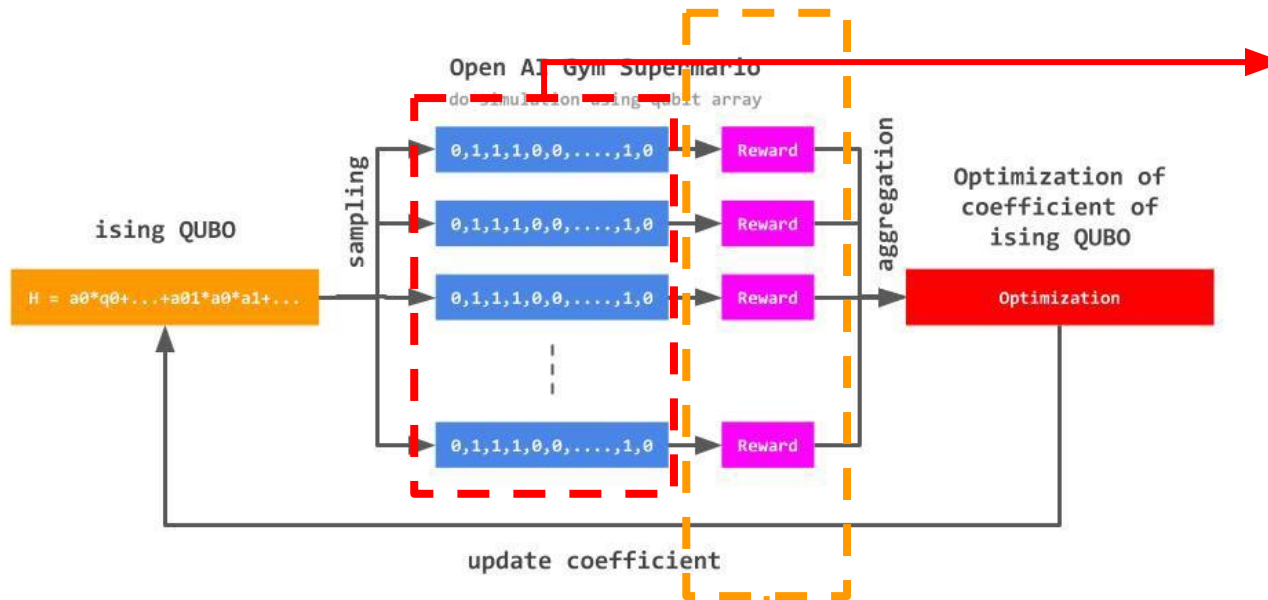 Open AI Gym Supermario
do simulation using qubit array
sampling
0,1,1,1,0,0,....,1,0
Reward
0,1,1,1,0,0,....,1,0
Reward
0,1,1,1,0,0,....,1,0
Reward
0,1,1,1,0,0,....,1,0
Reward
aggregation
ising QUBO
H = a0*q0+...+a01*a0*a1+...
Optimization of
coefficient of
ising QUBO
Optimization
update coefficient